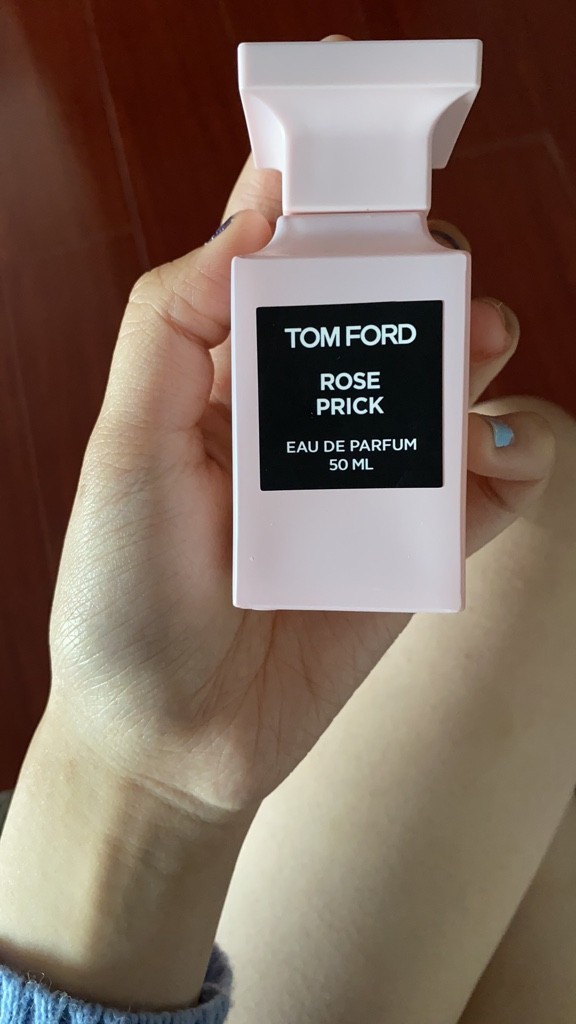 TOM FORD
ROSE
PRICK
EAU DE PARFUM
50 ML